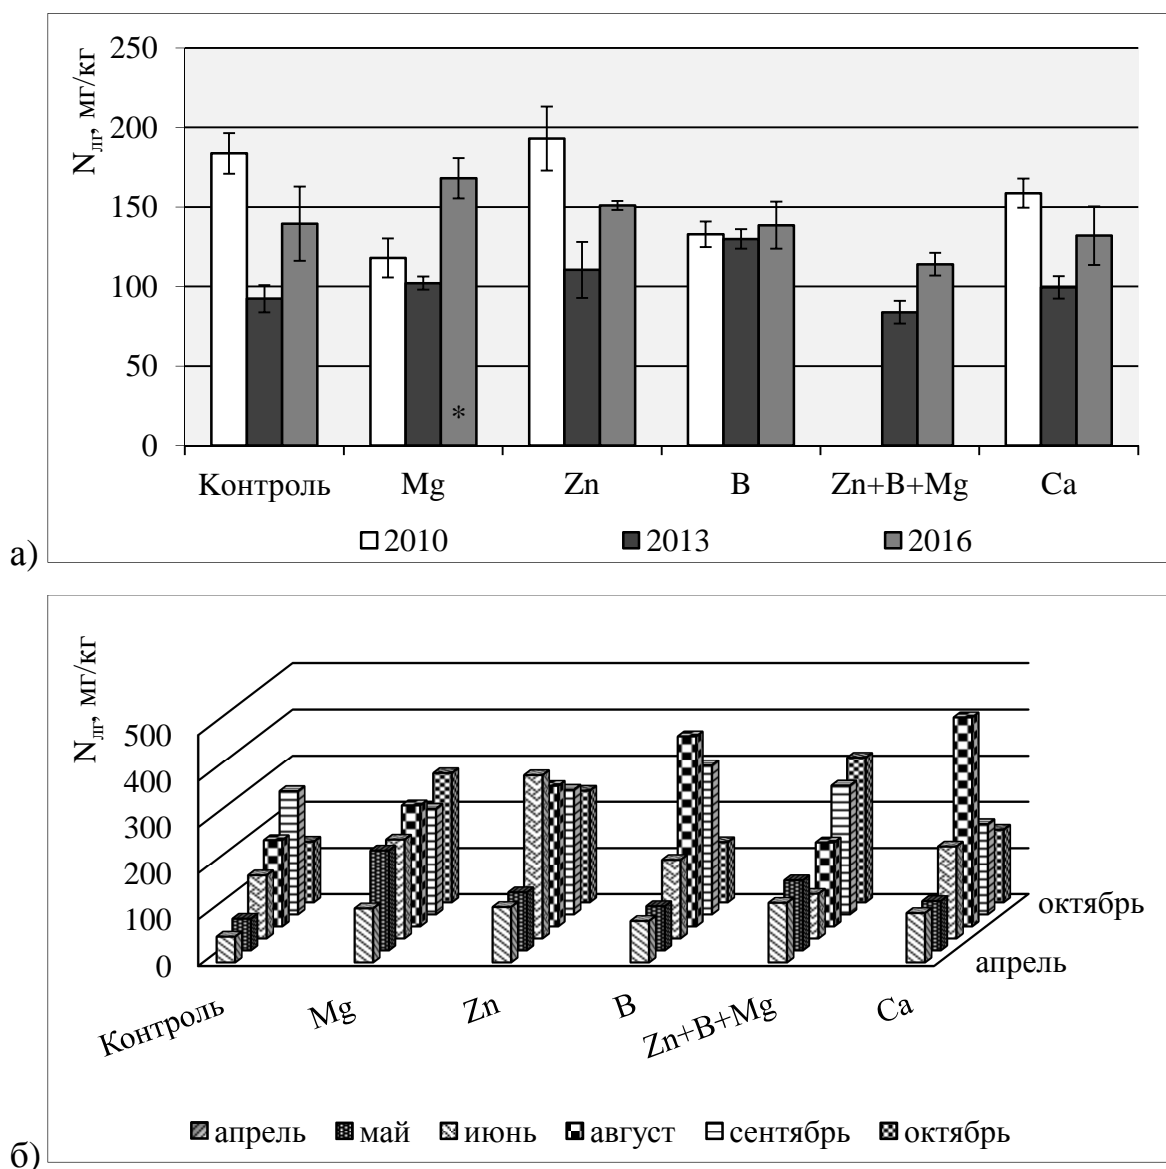 N лг, мг/кг
250
200
150
100
50
0
*
Контроль Mg Zn B Zn+B+Mg Ca
2010 2013 2016
а)
N лг, мг/кг
500
400
300
200
100
0
октябрь
апрель
Контроль Mg Zn B Zn+B+Mg Ca
апрель май июнь август сентябрь октябрь
б)